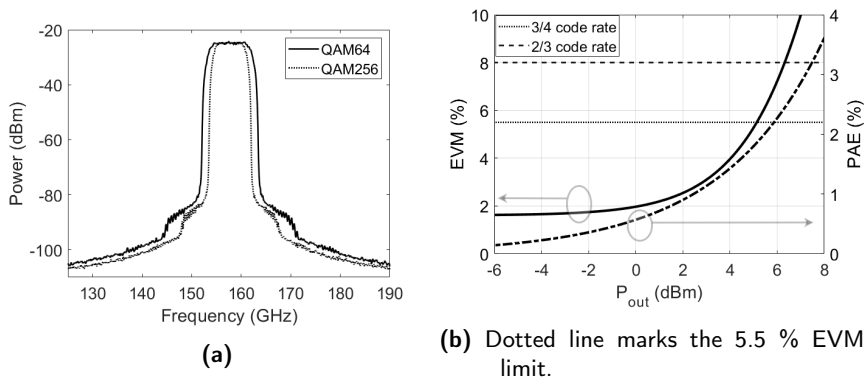 -20
-40
-60
-80
-100
Power (dBm)
QAM64
QAM256
130 140 150 160 170 180 190
Frequency (GHz)
(a)
10
8
6
4
2
0
EVM (%)
3/4 code rate
2/3 code rate
4
3
2
1
0
PAE (%)
-6 -4 -2 0 2 4 6 8
P_out (dBm)
(b) Dotted line marks the 5.5 % EVM
limit.